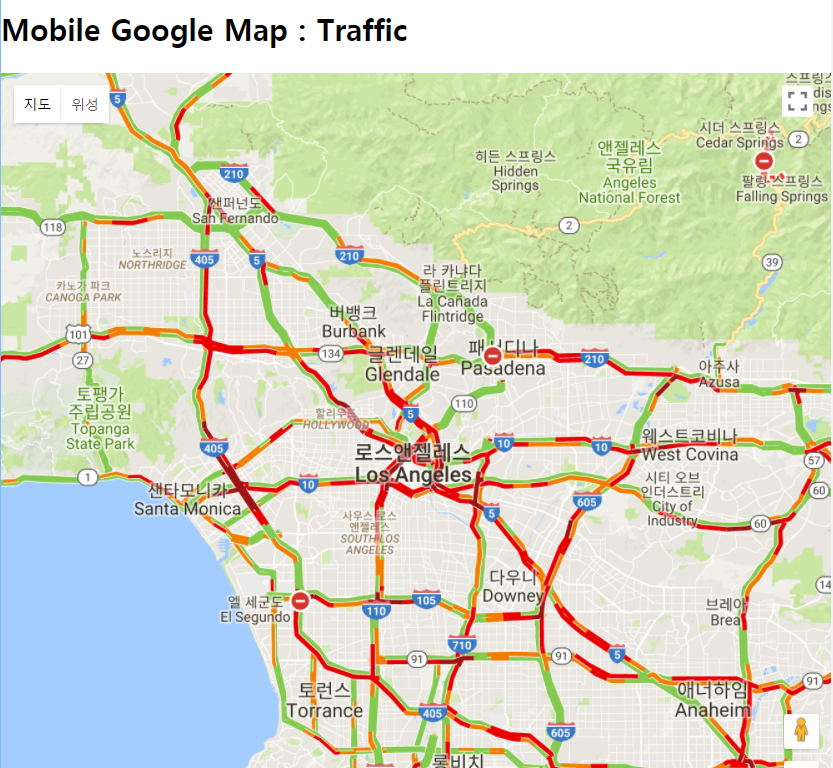 Mobile Google Map : Traffic
지도 위성
5
210
샌퍼넌도
San Fernando
118
노스리지
NORTHRIDGE
405
5
210
카노가 파크
CANOGA PARK
101
27
히든 스프링스
Hidden
Springs
앤젤레스
국유림
Angeles
National Forest
시더 스프링스
Cedar Springs
2
팔링 스프링스
Falling Springs
2
39
라 카냐다
플린트리지
La Cañada
Flintridge
버뱅크
Burbank
134
글렌데일
Glendale
패서디나
Pasadena
210
아주사
Azusa
토팽가
주립공원
Topanga
State Park
할리우드
HOLLYWOOD
5
110
로스앤젤레스
Los Angeles
10
10
웨스트코비나
West Covina
57
60
405
1
샌타모니카
Santa Monica
10
사우스 로스
앤젤레스
SOUTH LOS
ANGELES
5
605
시티 오브
인더스트리
City of
Industry
60
다우니
Downey
엘 세군도
El Segundo
110
105
브레아
Brea
710
91
91
5
91
토런스
Torrance
405
애너하임
Anaheim
605
롱비치